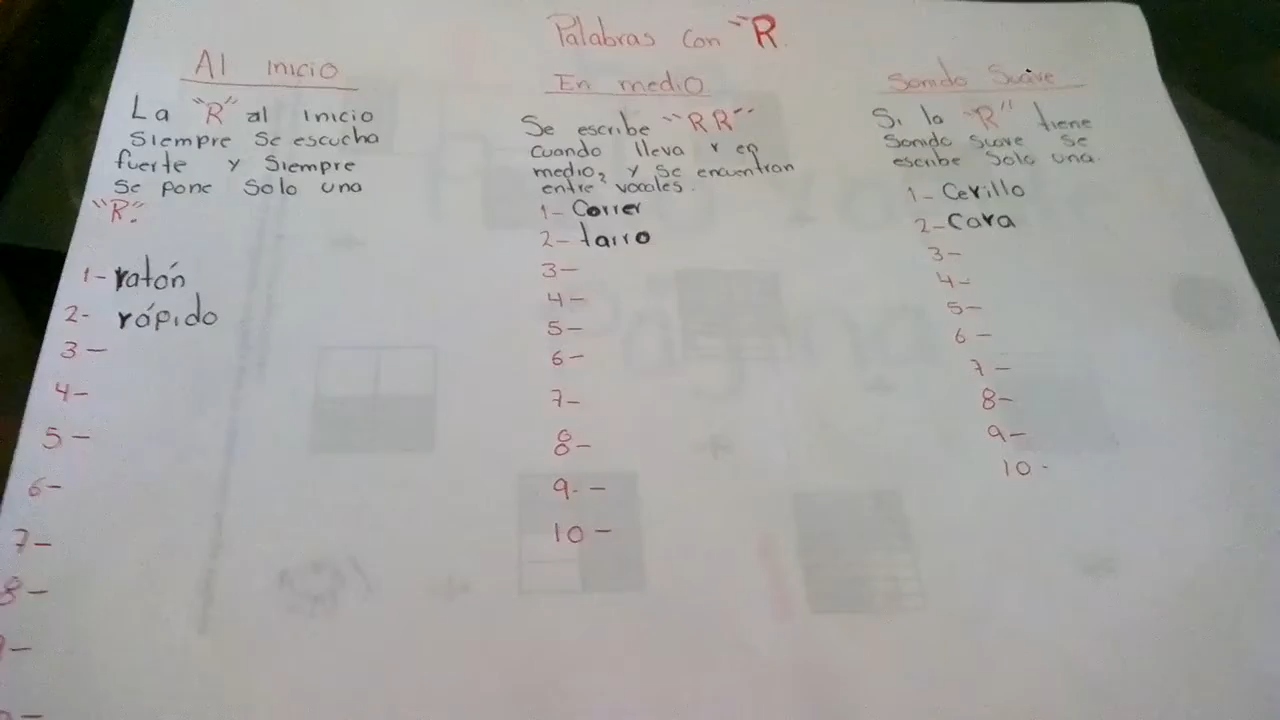 Palabras con "R.
Al inicio
La "R" al inicio
siempre se escucha
fuerte y siempre
se pone solo una
"R".
1- ratón
2- rápido
3-
4-
5-
6-
7-
8-
En medio
Se escribe "RR"
cuando lleva r en
medio, y se encuentran
entre vocales.
1- Correr
2- tarro
3-
4-
5-
6-
7-
8-
9.-
10-
Sonido Suave
Si la "R" tiene
sonido suave se
escribe solo una.
1- Cerillo
2- Cara
3-
4-
5-
6-
7-
8-
9-
10-